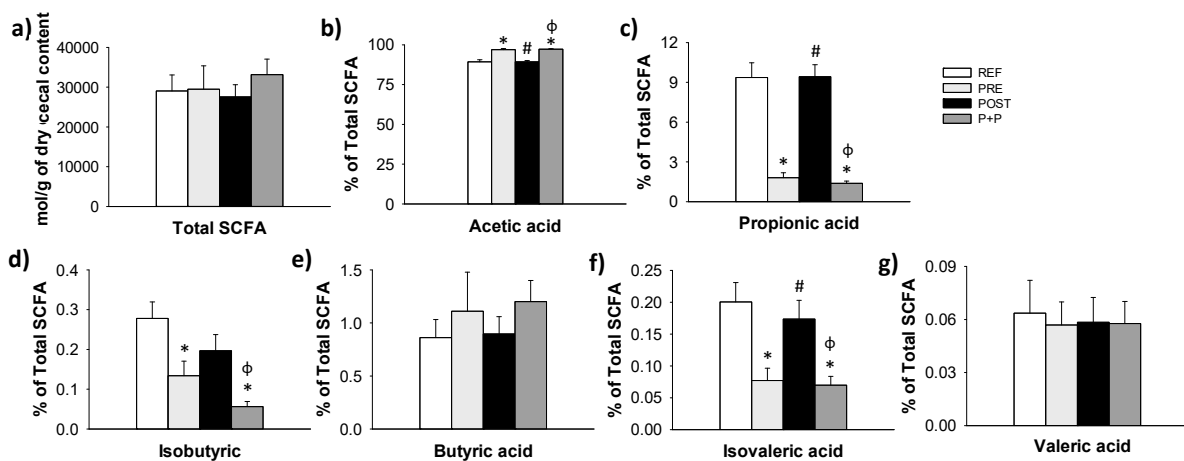 a)
mol/g of dry cecal content
40000
30000
20000
10000
0
Total SCFA
b)
% of Total SCFA
100
75
50
25
0
*
#
ϕ
*
Acetic acid
c)
% of Total SCFA
12
9
6
3
0
*
#
ϕ
*
Propionic acid
REF
PRE
POST
P+P
d)
% of Total SCFA
0.4
0.3
0.2
0.1
0.0
*
ϕ
*
Isobutyric
e)
% of Total SCFA
1.5
1.0
0.5
0.0
Butyric acid
f)
% of Total SCFA
0.25
0.20
0.15
0.10
0.05
0.00
*
#
ϕ
*
Isovaleric acid
g)
% of Total SCFA
0.09
0.06
0.03
0.00
Valeric acid